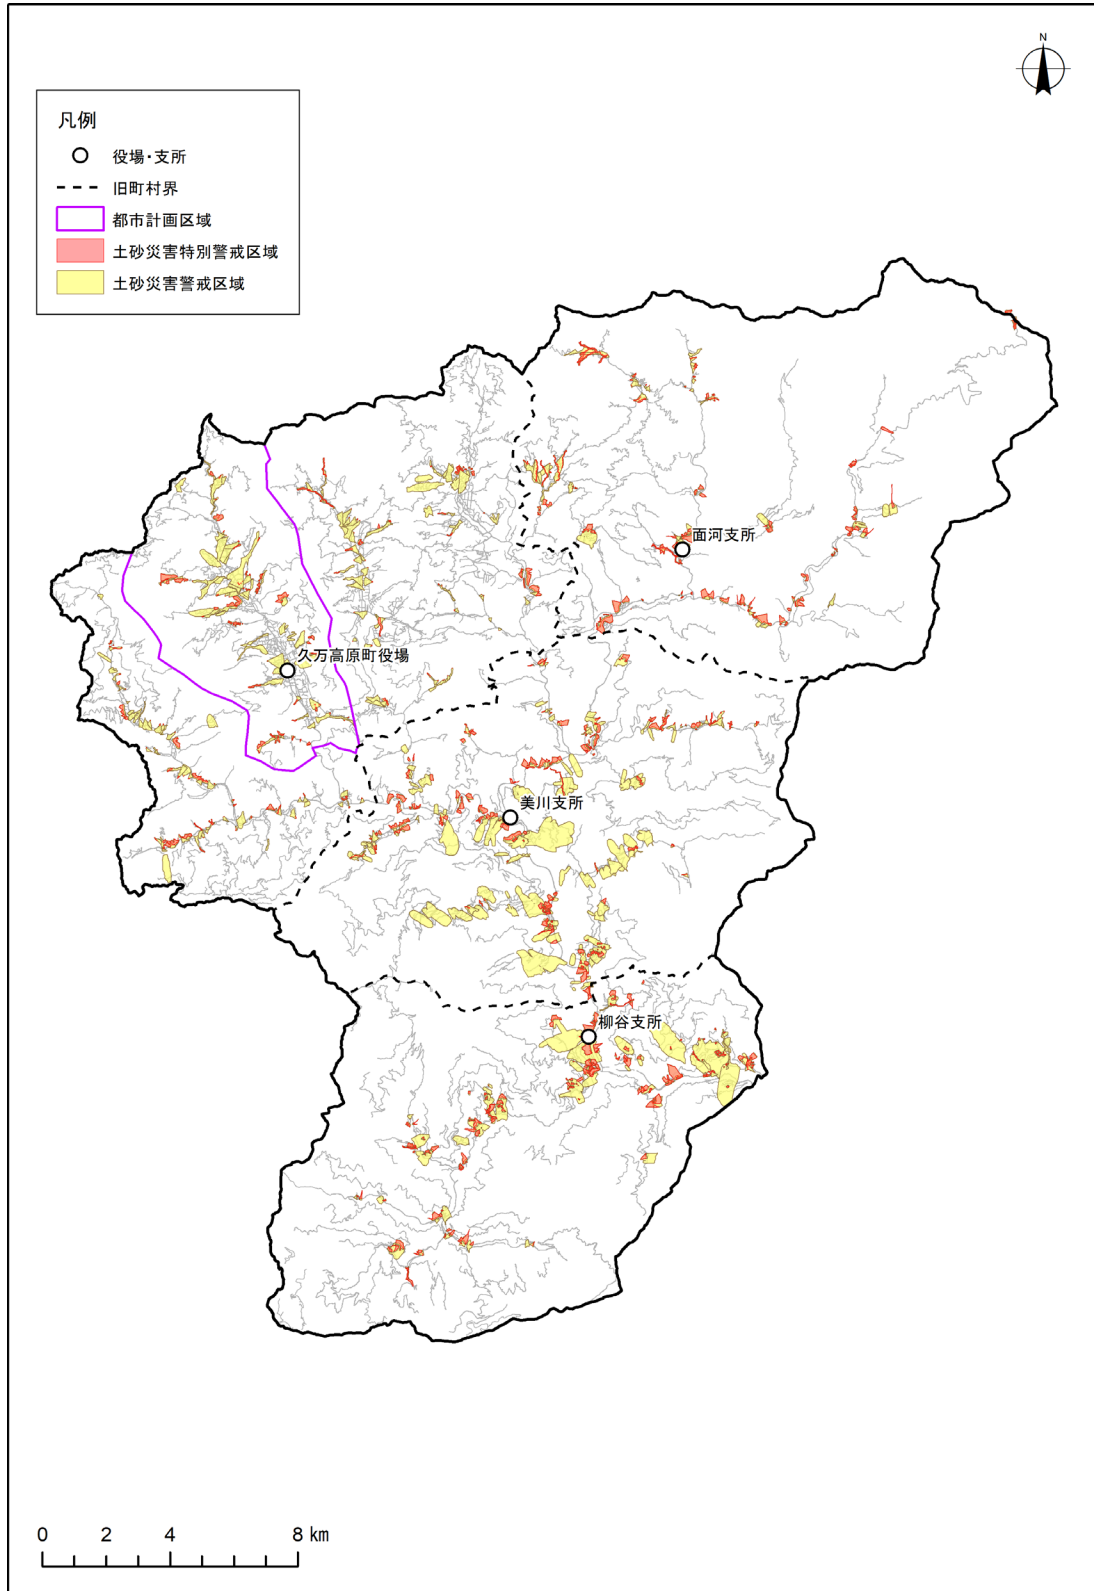 N
凡例
役場・支所
旧町村界
都市計画区域
土砂災害特別警戒区域
土砂災害警戒区域
面河支所
久万高原町役場
美川支所
柳谷支所
0 2 4 8 km